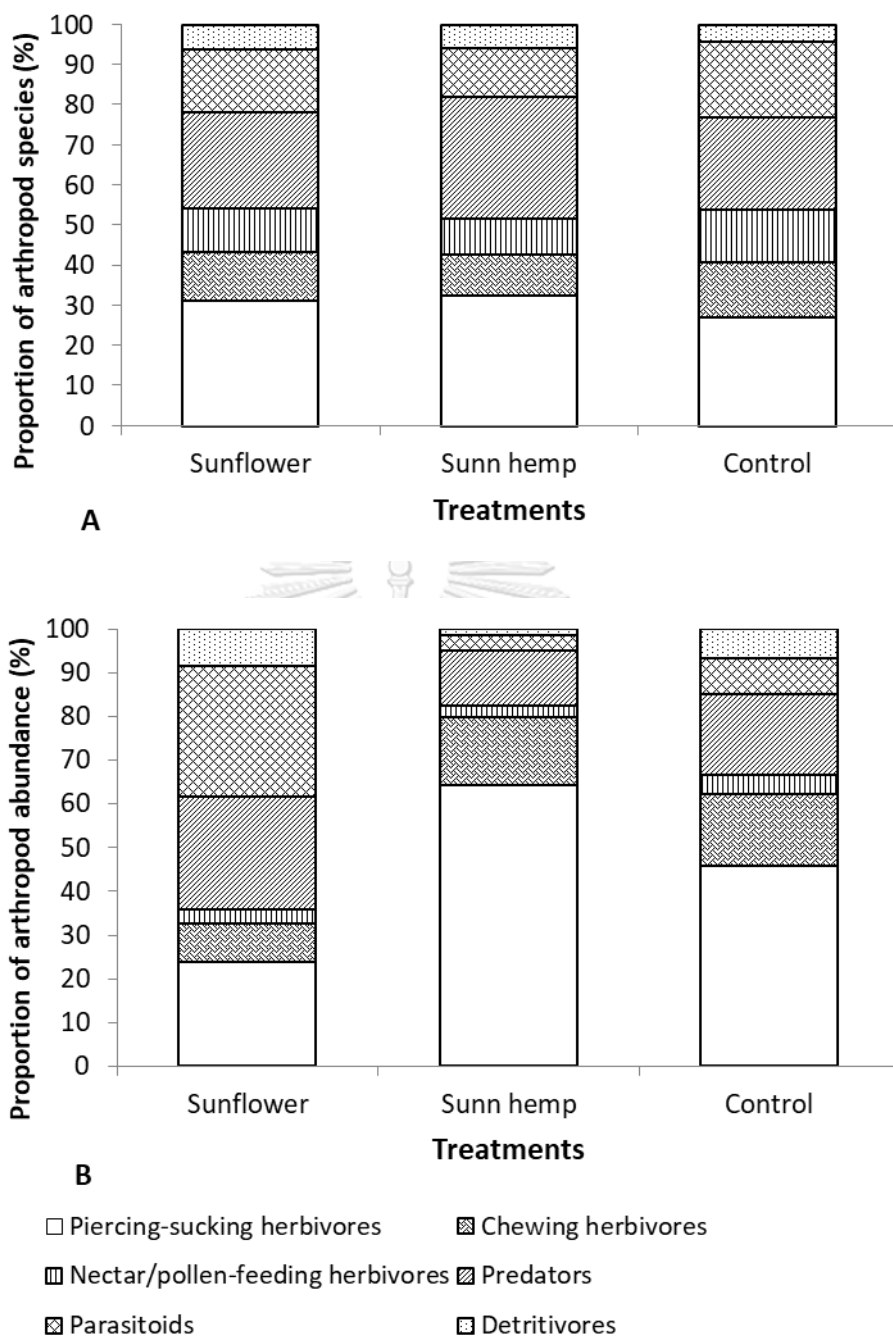 Proportion of arthropod species (%)
100
90
80
70
60
50
40
30
20
10
0
Sunflower Sunn hemp Control
Treatments
A
Proportion of arthropod abundance (%)
100
90
80
70
60
50
40
30
20
10
0
Sunflower Sunn hemp Control
Treatments
B
Piercing-sucking herbivores Chewing herbivores
Nectar/pollen-feeding herbivores Predators
Parasitoids Detritivores